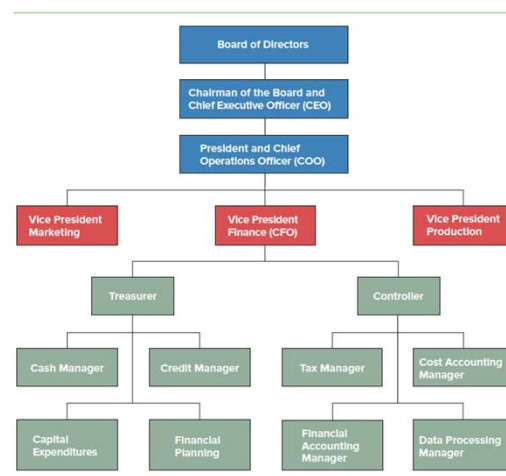 Board of Directors
Chairman of the Board and
Chief Executive Officer (CEO)
President and Chief
Operations Officer (COO)
Vice President
Marketing
Vice President
Finance (CFO)
Vice President
Production
Treasurer
Controller
Cash Manager
Credit Manager
Tax Manager
Cost Accounting
Manager
Capital
Expenditures
Financial
Planning
Financial
Accounting
Manager
Data Processing
Manager